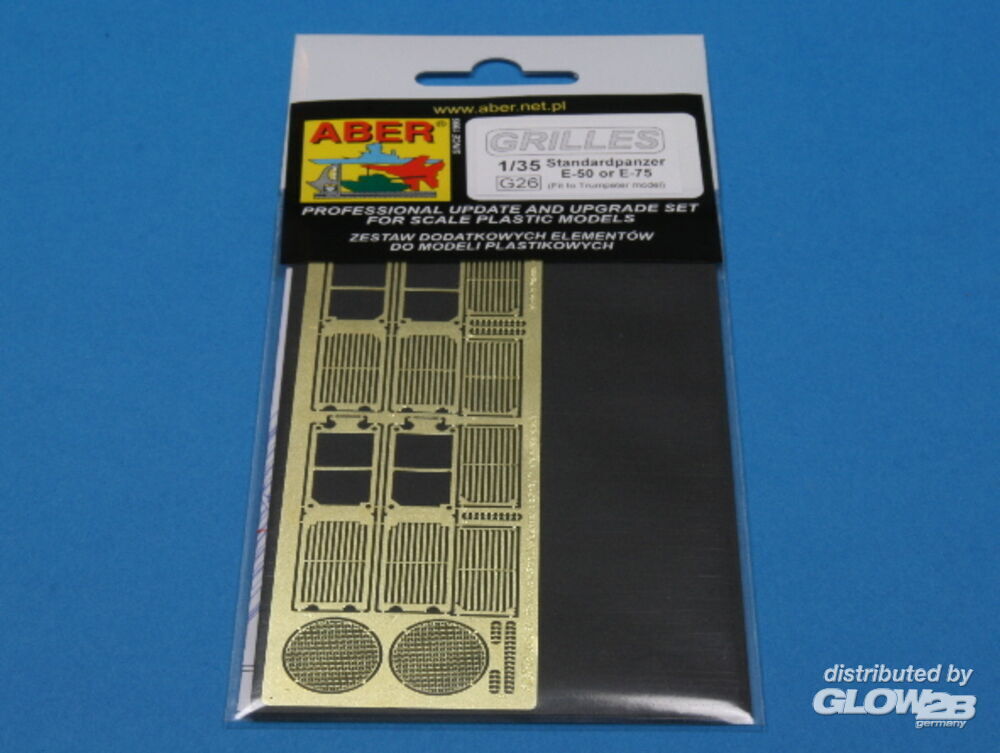 www.aber.net.pl
ABER®
SINCE 1995
GRILLES
1/35 Standardpanzer
E-50 or E-75
G26 (Fit to Trumpeter model)
PROFESSIONAL UPDATE AND UPGRADE SET
FOR SCALE PLASTIC MODELS
ZESTAW DODATKOWYCH ELEMENTÓW
DO MODELI PLASTIKOWYCH
distributed by
GLOW2B
germany